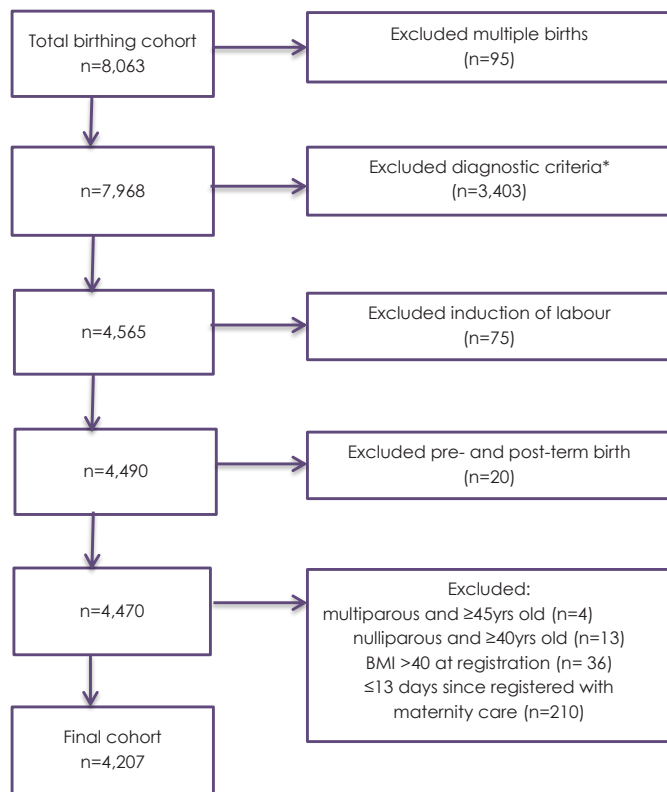 Total birthing cohort
n=8,063
Excluded multiple births
(n=95)
n=7,968
Excluded diagnostic criteria*
(n=3,403)
n=4,565
Excluded induction of labour
(n=75)
n=4,490
Excluded pre- and post-term birth
(n=20)
n=4,470
Excluded:
multiparous and ≥45yrs old (n=4)
nulliparous and ≥40yrs old (n=13)
BMI >40 at registration (n= 36)
≤13 days since registered with
maternity care (n=210)
Final cohort
n=4,207